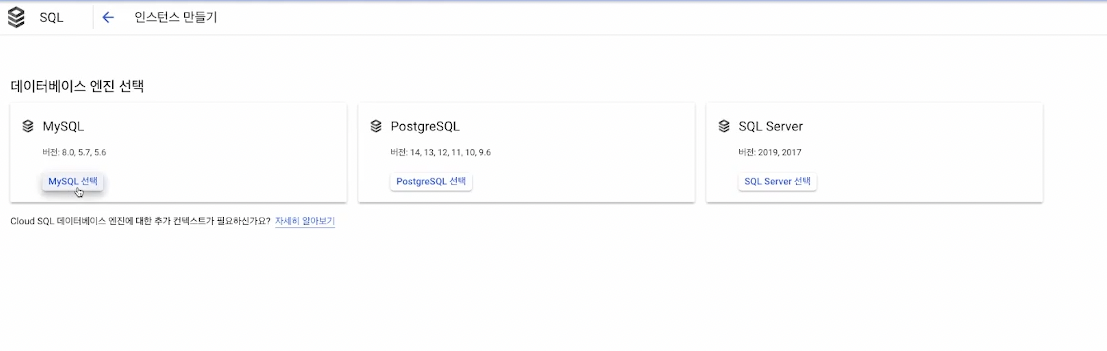 SQL
인스턴스 만들기
데이터베이스 엔진 선택
MySQL
버전: 8.0, 5.7, 5.6
MySQL 선택
PostgreSQL
버전: 14, 13, 12, 11, 10, 9.6
PostgreSQL 선택
SQL Server
버전: 2019, 2017
SQL Server 선택
Cloud SQL 데이터베이스 엔진에 대한 추가 컨텍스트가 필요하신가요? 자세히 알아보기